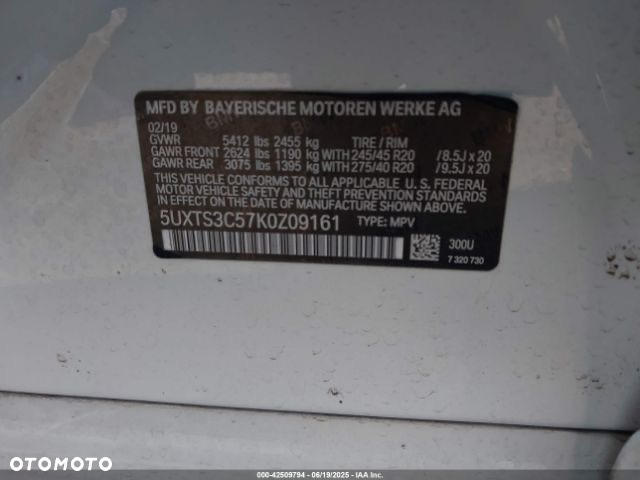 MFD BY BAYERISCHE MOTOREN WERKE AG
02/19
GVWR 5412 lbs 2455 kg TIRE / RIM
GAWR FRONT 2624 lbs 1190 kg WITH 245/45 R20 /8.5J x 20
GAWR REAR 3075 lbs 1395 kg WITH 275/40 R20 /9.5J x 20
THIS VEHICLE CONFORMS TO ALL APPLICABLE U. S. FEDERAL
MOTOR VEHICLE SAFETY, BUMPER, AND THEFT PREVENTION STANDARDS
IN EFFECT ON THE DATE OF MANUFACTURE SHOWN ABOVE.
5UXTS3C57K0Z09161 TYPE: MPV
300U
7 320 730
OTOMOTO
000-42509794 - 06/19/2025 - IAA Inc.